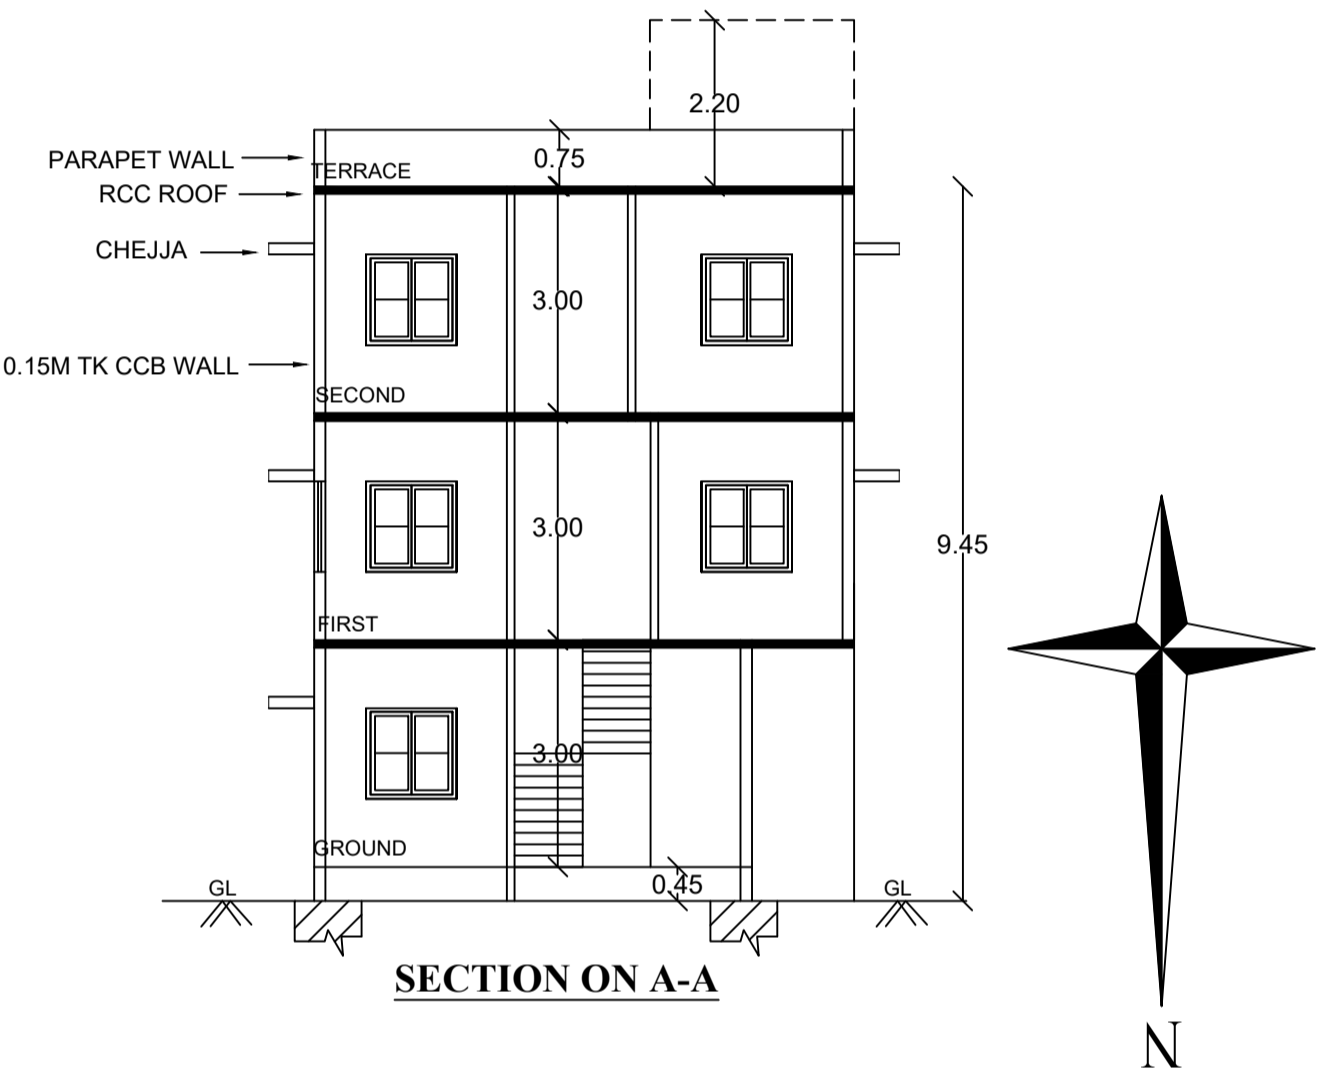 2.20
0.75
PARAPET WALL
TERRACE
RCC ROOF
CHEJJA
3.00
0.15M TK CCB WALL
SECOND
3.00
9.45
FIRST
3.00
GROUND
0.45
GL
GL
SECTION ON A-A
N